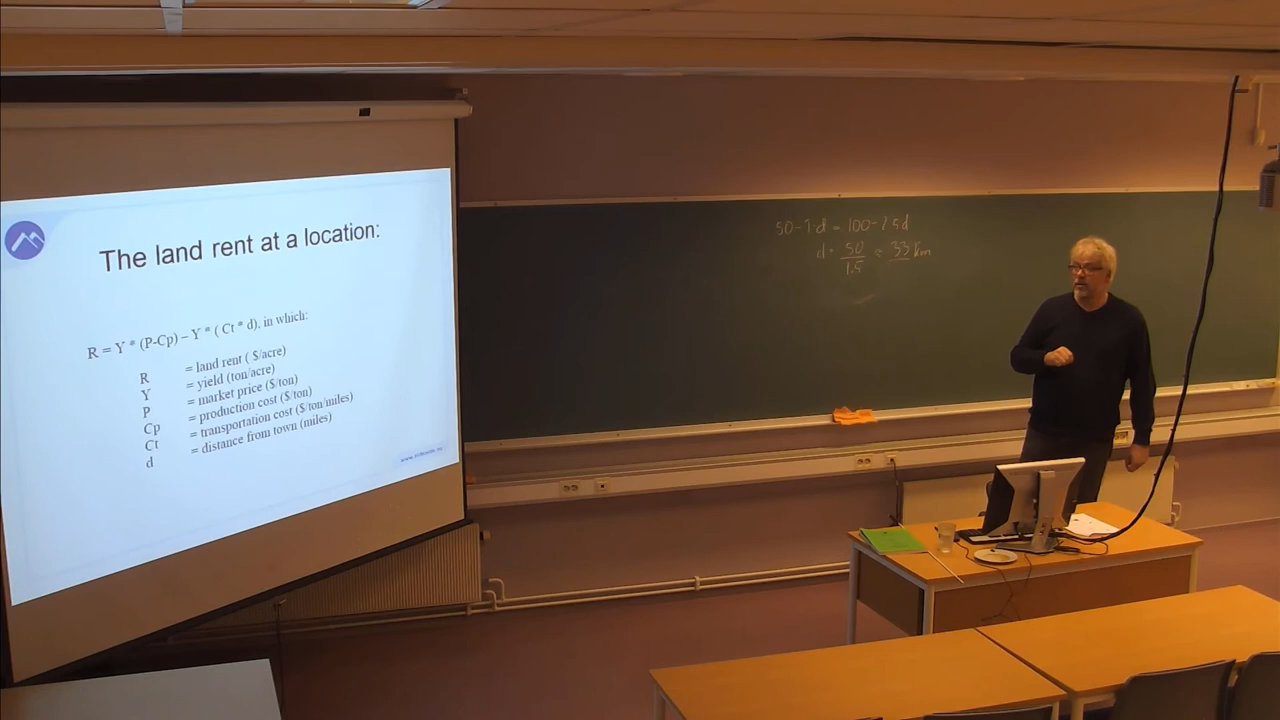 The land rent at a location:
R = Y * (P-Cp) – Y * ( Ct * d), in which:
R = land rent ( $/acre)
Y = yield (ton/acre)
P = market price ($/ton)
Cp = production cost ($/ton)
Ct = transportation cost ($/ton/miles)
d = distance from town (miles)
50-1·d = 100-2.5d
d = 50/1.5 = 33 km